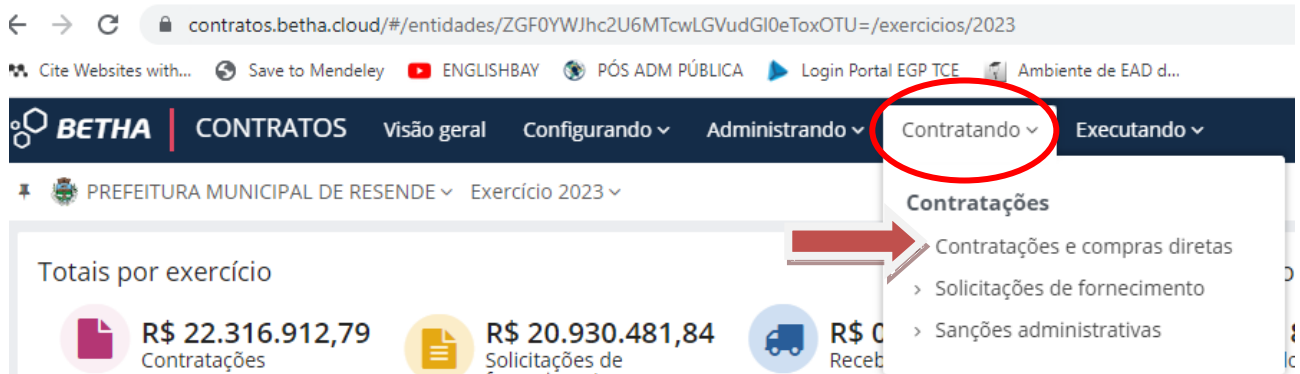 contratos.betha.cloud/#/entidades/ZGF0YWJhc2U6MTcwLGVudGl0eToxOTU=/exercicios/2023
Cite Websites with... Save to Mendeley ENGLISHBAY PÓS ADM PÚBLICA Login Portal EGP TCE Ambiente de EAD d...
BETHA CONTRATOS Visão geral Configurando Administrando Contratando Executando
PREFEITURA MUNICIPAL DE RESENDE Exercício 2023
Contratações
Contratações e compras diretas
Solicitações de fornecimento
Sanções administrativas
Totais por exercício
R$ 22.316.912,79
Contratações
R$ 20.930.481,84
Solicitações de
R$
Receb